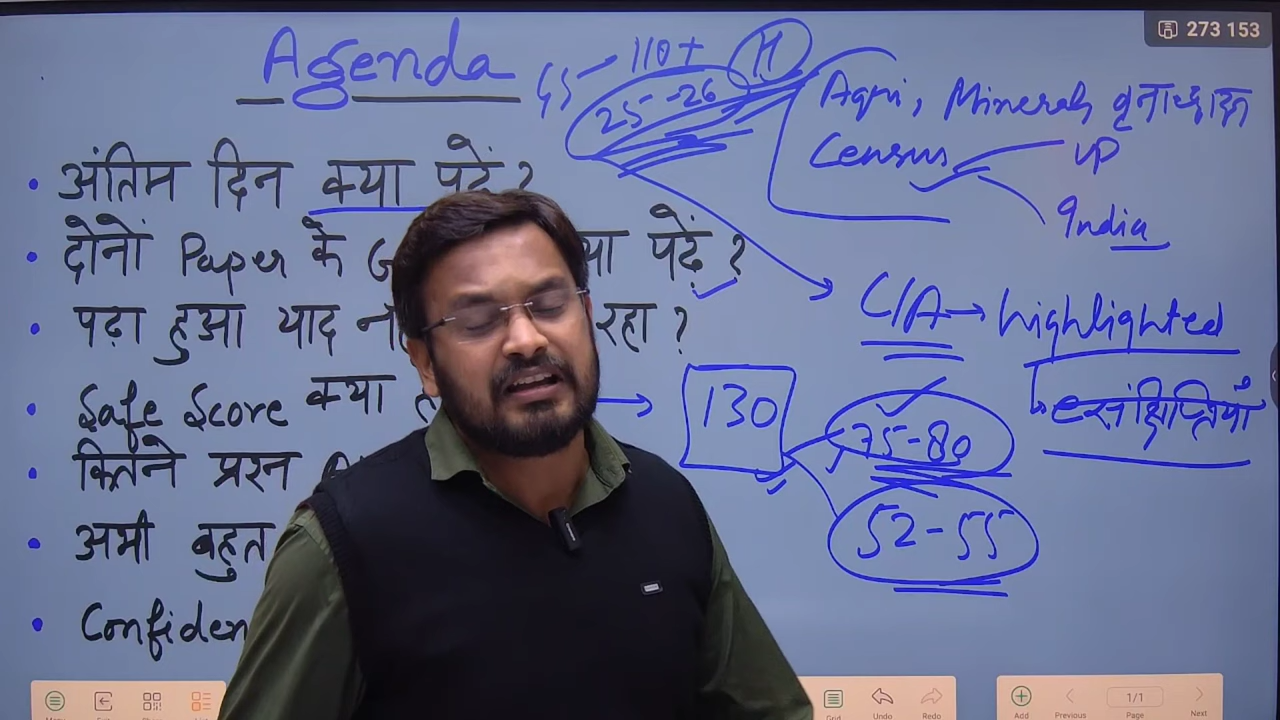 273 153
Agenda
GS 110+ H
25-26
Agri, Minerals
Census UP
India
• अंतिम दिन क्या पढ़ें?
• दोनों Paper के G या पढ़ें?
• पढ़ा हुआ याद न रहा?
C/A → highlighted
• Safe Score क्या → 130
75-80
• कितने प्रश्न
52-55
• अभी बहुत
• Confiden
Undo Redo
Add Previous 1/1 Page Next